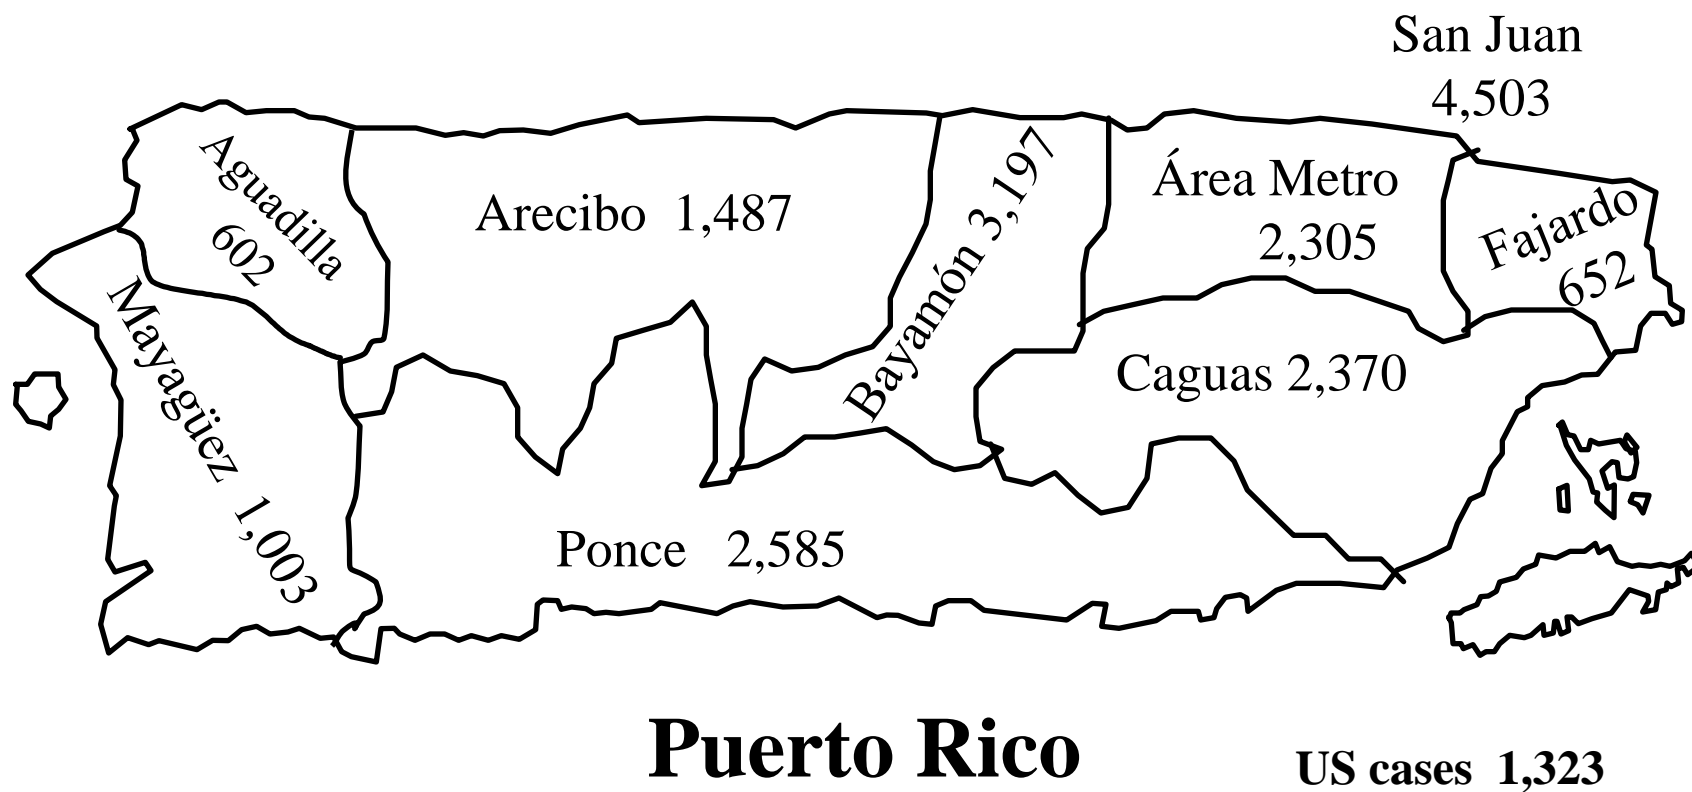 San Juan
4,503
Aguadilla
602
Arecibo 1,487
Bayamón 3,197
Área Metro
2,305
Fajardo
652
Mayagüez 1,003
Caguas 2,370
Ponce 2,585
Puerto Rico
US cases 1,323